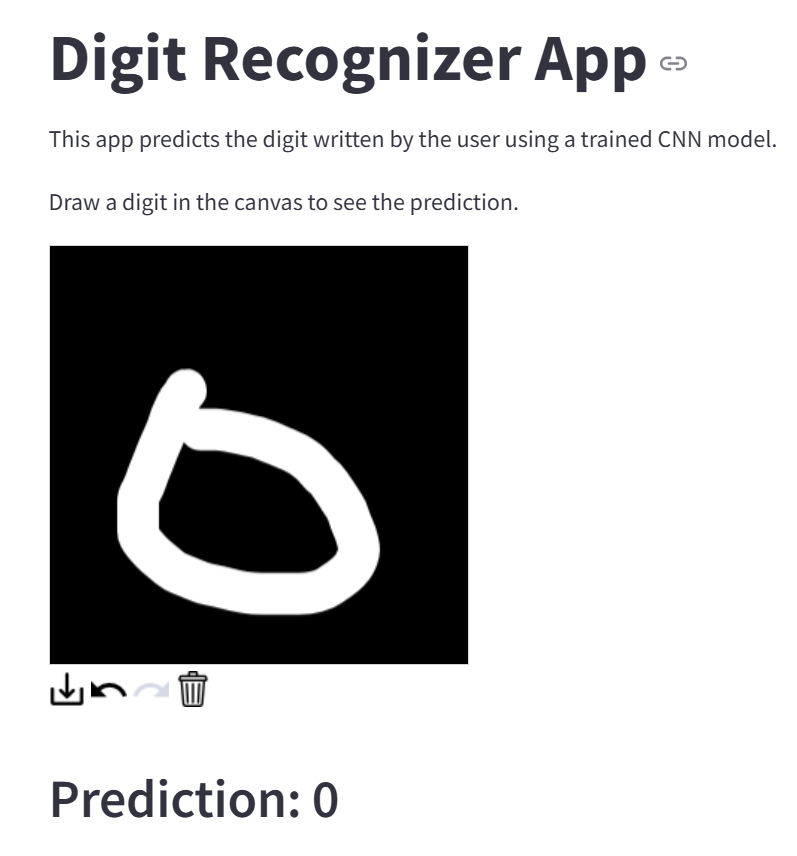 Digit Recognizer App
This app predicts the digit written by the user using a trained CNN model.
Draw a digit in the canvas to see the prediction.
Prediction: 0